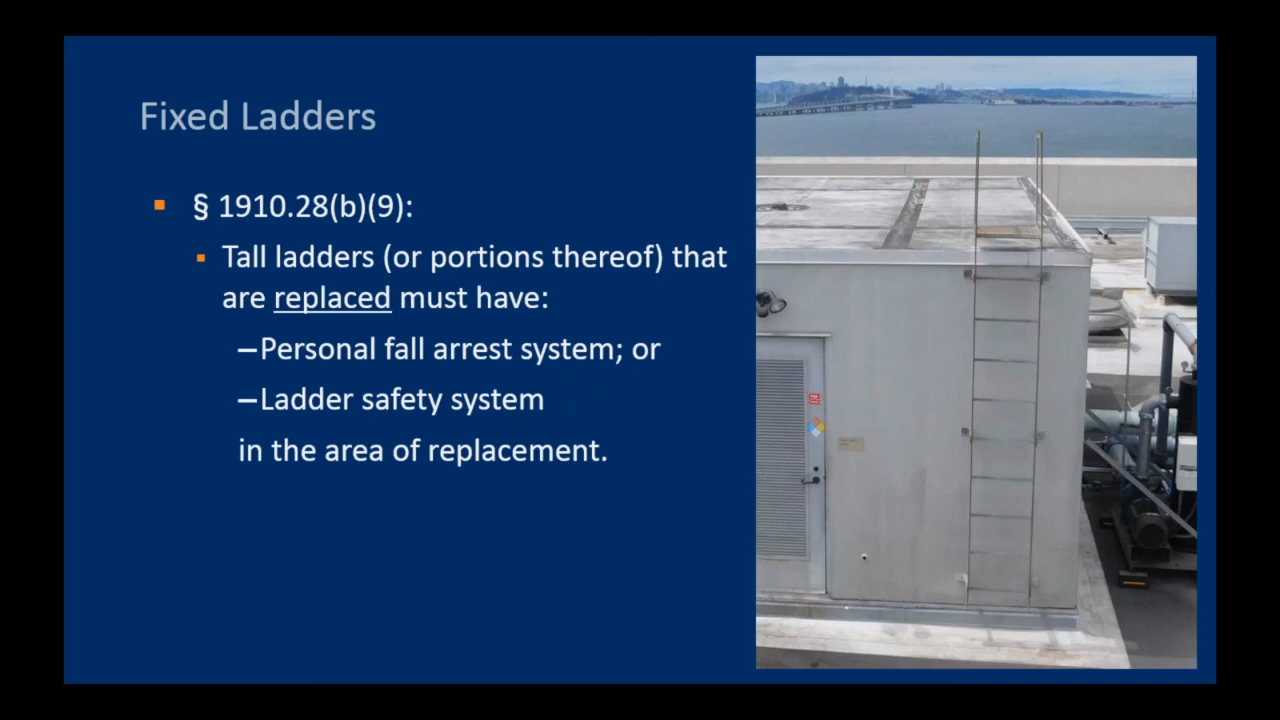 Fixed Ladders
§ 1910.28(b)(9):
Tall ladders (or portions thereof) that
are replaced must have:
–Personal fall arrest system; or
–Ladder safety system
in the area of replacement.